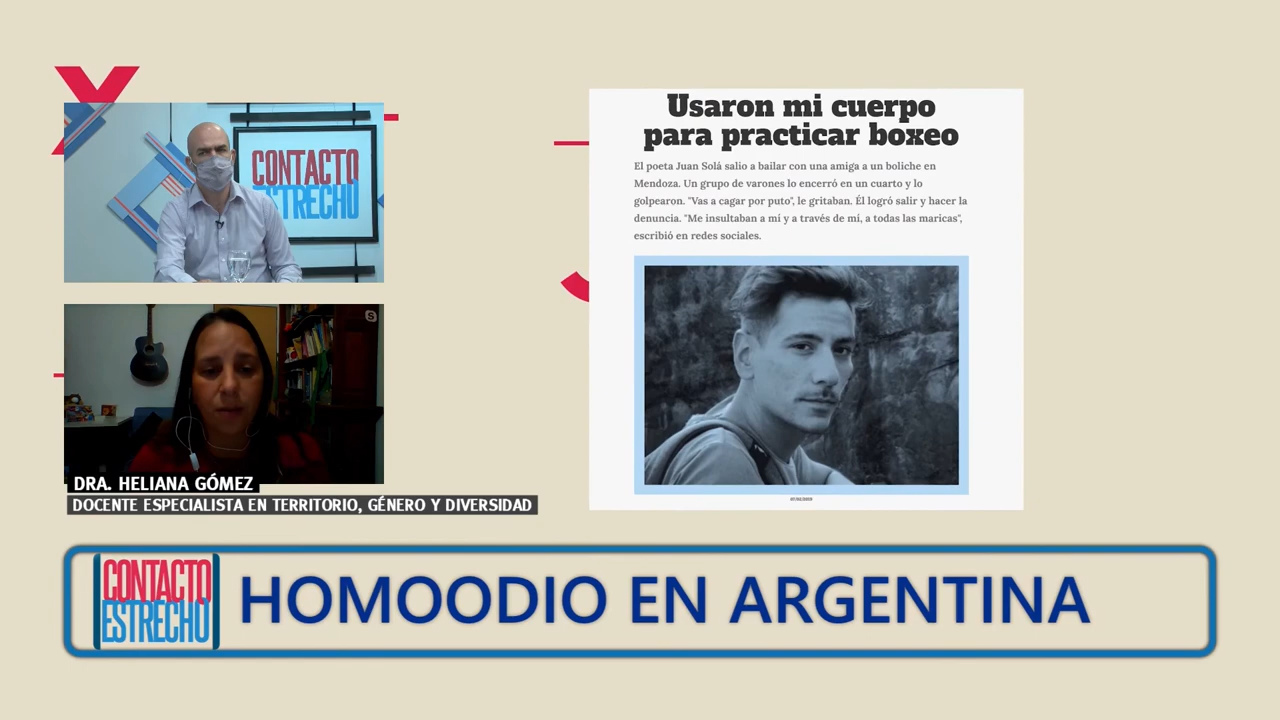 CONTACTO
ESTRECHO
DRA. HELIANA GÓMEZ
DOCENTE ESPECIALISTA EN TERRITORIO, GÉNERO Y DIVERSIDAD
Usaron mi cuerpo
para practicar boxeo
El poeta Juan Solá salio a bailar con una amiga a un boliche en
Mendoza. Un grupo de varones lo encerró en un cuarto y lo
golpearon. "Vas a cagar por puto", le gritaban. Él logró salir y hacer la
denuncia. "Me insultaban a mí y a través de mí, a todas las maricas",
escribió en redes sociales.
CONTACTO
ESTRECHO
HOMOODIO EN ARGENTINA